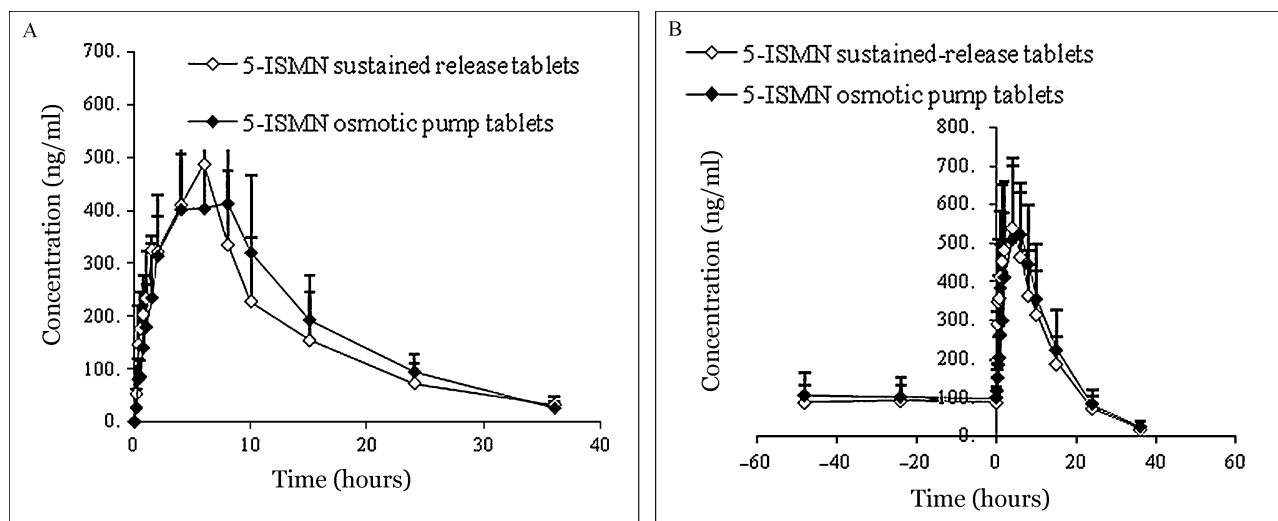 A
700.
5-ISMN sustained release tablets
600.
5-ISMN osmotic pump tablets
500.
400.
300.
200.
100.
0.
Concentration (ng/ml)
0 10 20 30 40
Time (hours)
B
5-ISMN sustained-release tablets
5-ISMN osmotic pump tablets
800.
700.
600.
500.
400.
300.
200.
100
0.
Concentration (ng/ml)
−60 −40 −20 0 20 40 60
Time (hours)